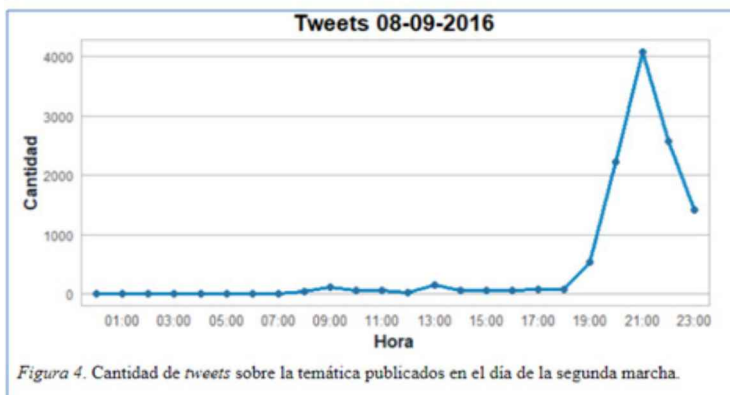 Tweets 08-09-2016
4000
3000
2000
1000
0
Cantidad
01:00 03:00 05:00 07:00 09:00 11:00 13:00 15:00 17:00 19:00 21:00 23:00
Hora
Figura 4. Cantidad de tweets sobre la temática publicados en el día de la segunda marcha.